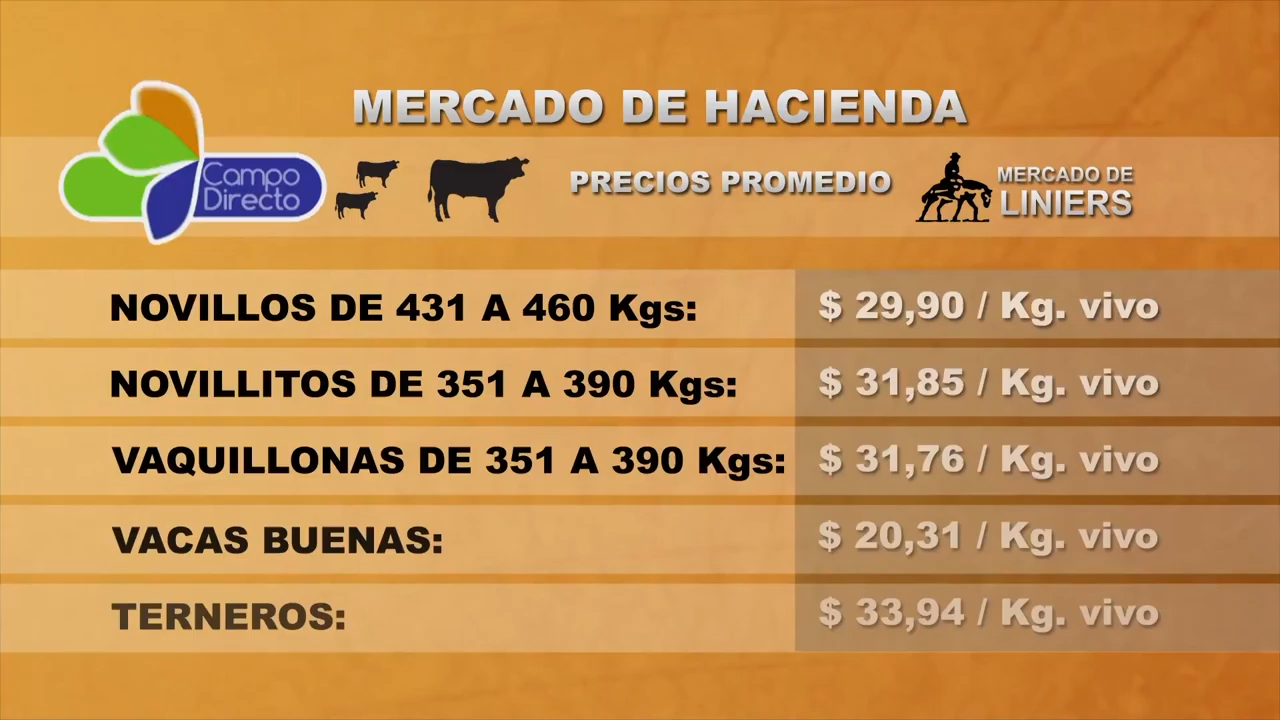 MERCADO DE HACIENDA
Campo
Directo
PRECIOS PROMEDIO
MERCADO DE
LINIERS
NOVILLOS DE 431 A 460 Kgs: $ 29,90 / Kg. vivo
NOVILLITOS DE 351 A 390 Kgs: $ 31,85 / Kg. vivo
VAQUILLONAS DE 351 A 390 Kgs: $ 31,76 / Kg. vivo
VACAS BUENAS: $ 20,31 / Kg. vivo
TERNEROS: $ 33,94 / Kg. vivo